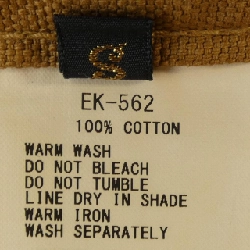 S
EK-562
100% COTTON
WARM WASH
DO NOT BLEACH
DO NOT TUMBLE
LINE DRY IN SHADE
WARM IRON
WASH SEPARATELY